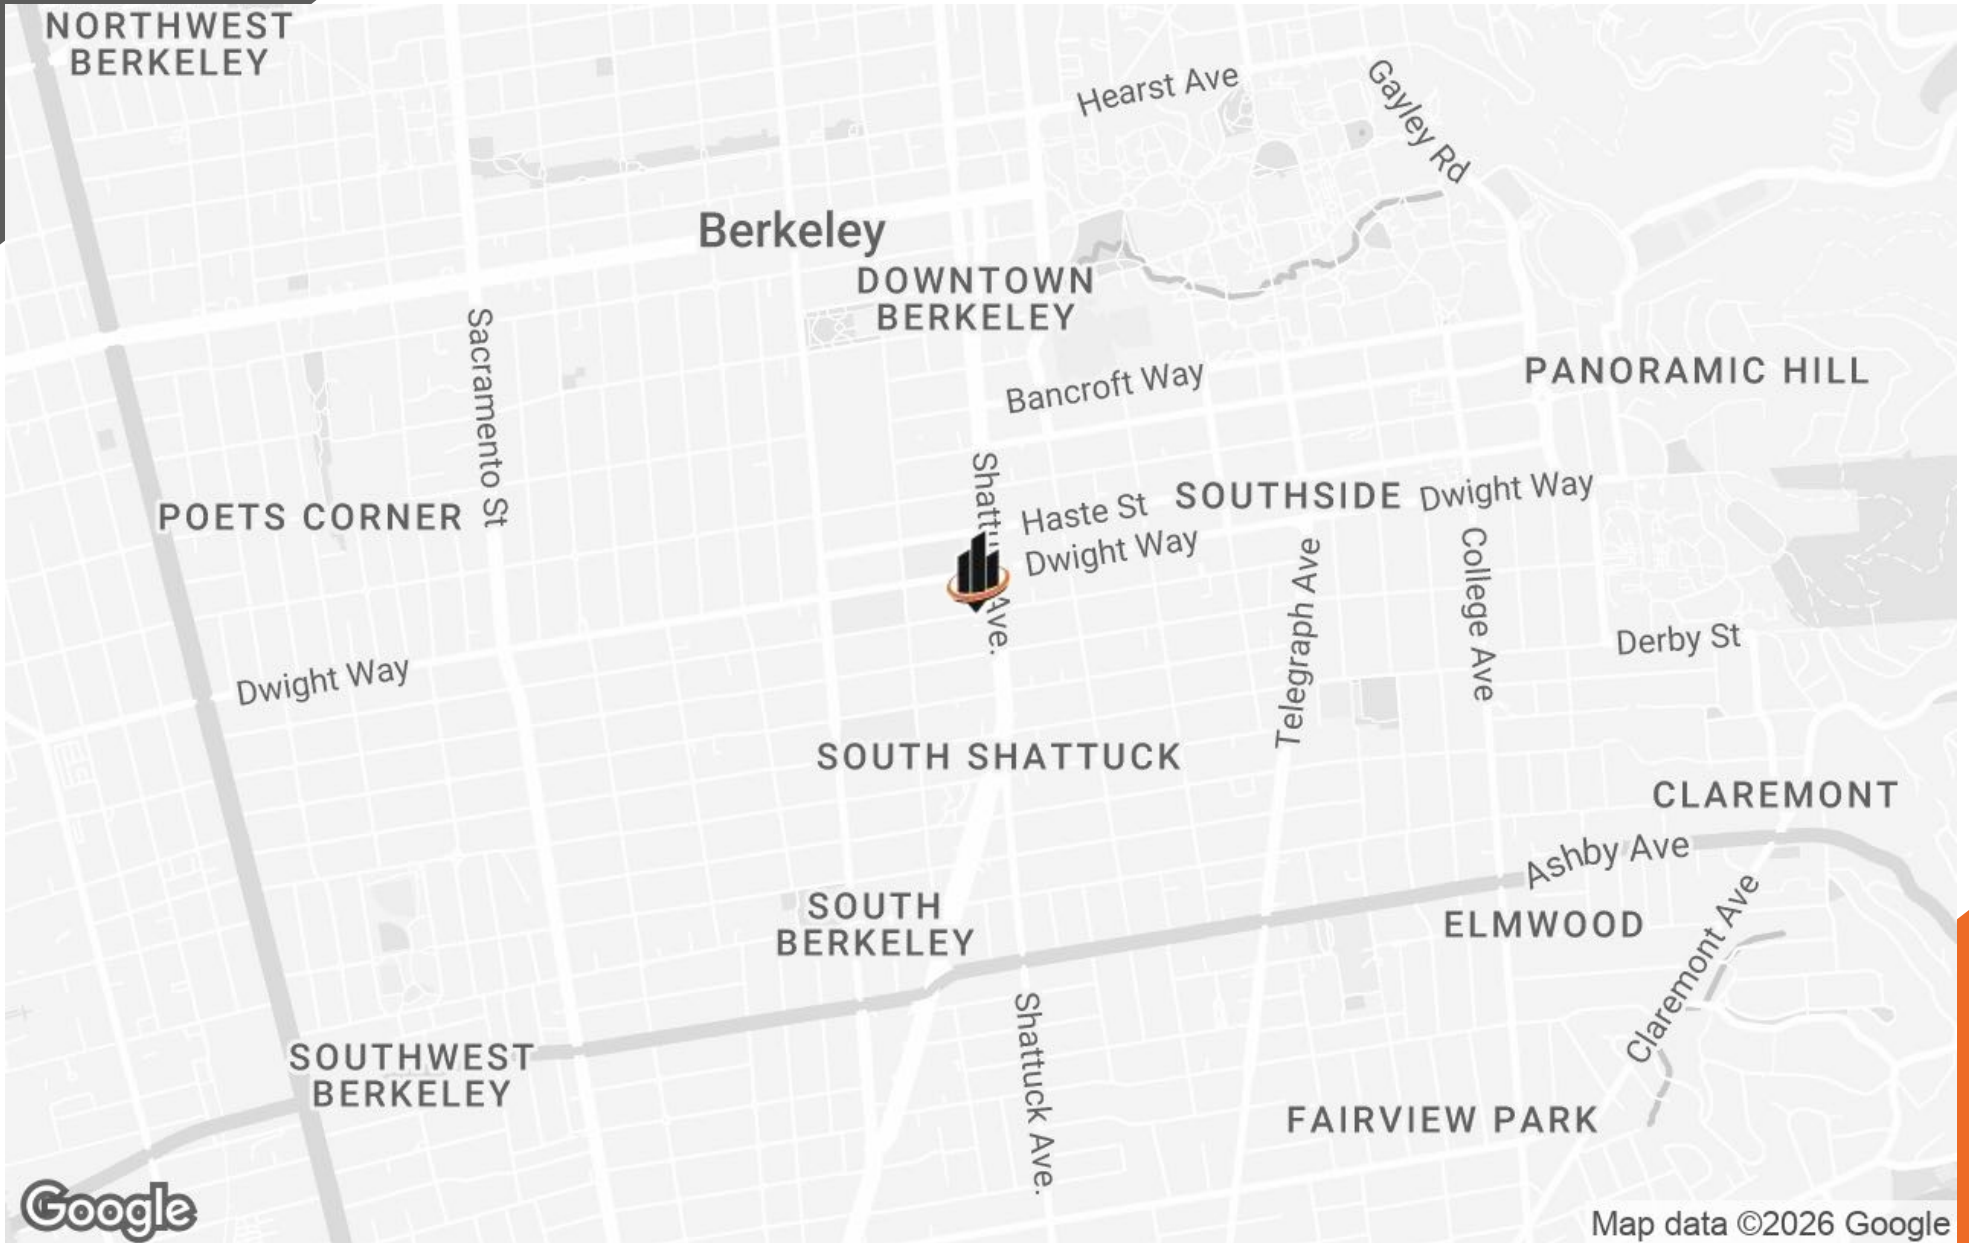 NORTHWEST
BERKELEY
Hearst Ave
Gayley Rd
Berkeley
DOWNTOWN
BERKELEY
Sacramento St
PANORAMIC HILL
Bancroft Way
Shattu
Ave.
Haste St
SOUTHSIDE
Dwight Way
POETS CORNER
Dwight Way
Telegraph Ave
College Ave
Derby St
Dwight Way
SOUTH SHATTUCK
CLAREMONT
Ashby Ave
SOUTH
BERKELEY
ELMWOOD
Claremont Ave
Shattuck Ave.
SOUTHWEST
BERKELEY
FAIRVIEW PARK
Google
Map data ©2026 Google